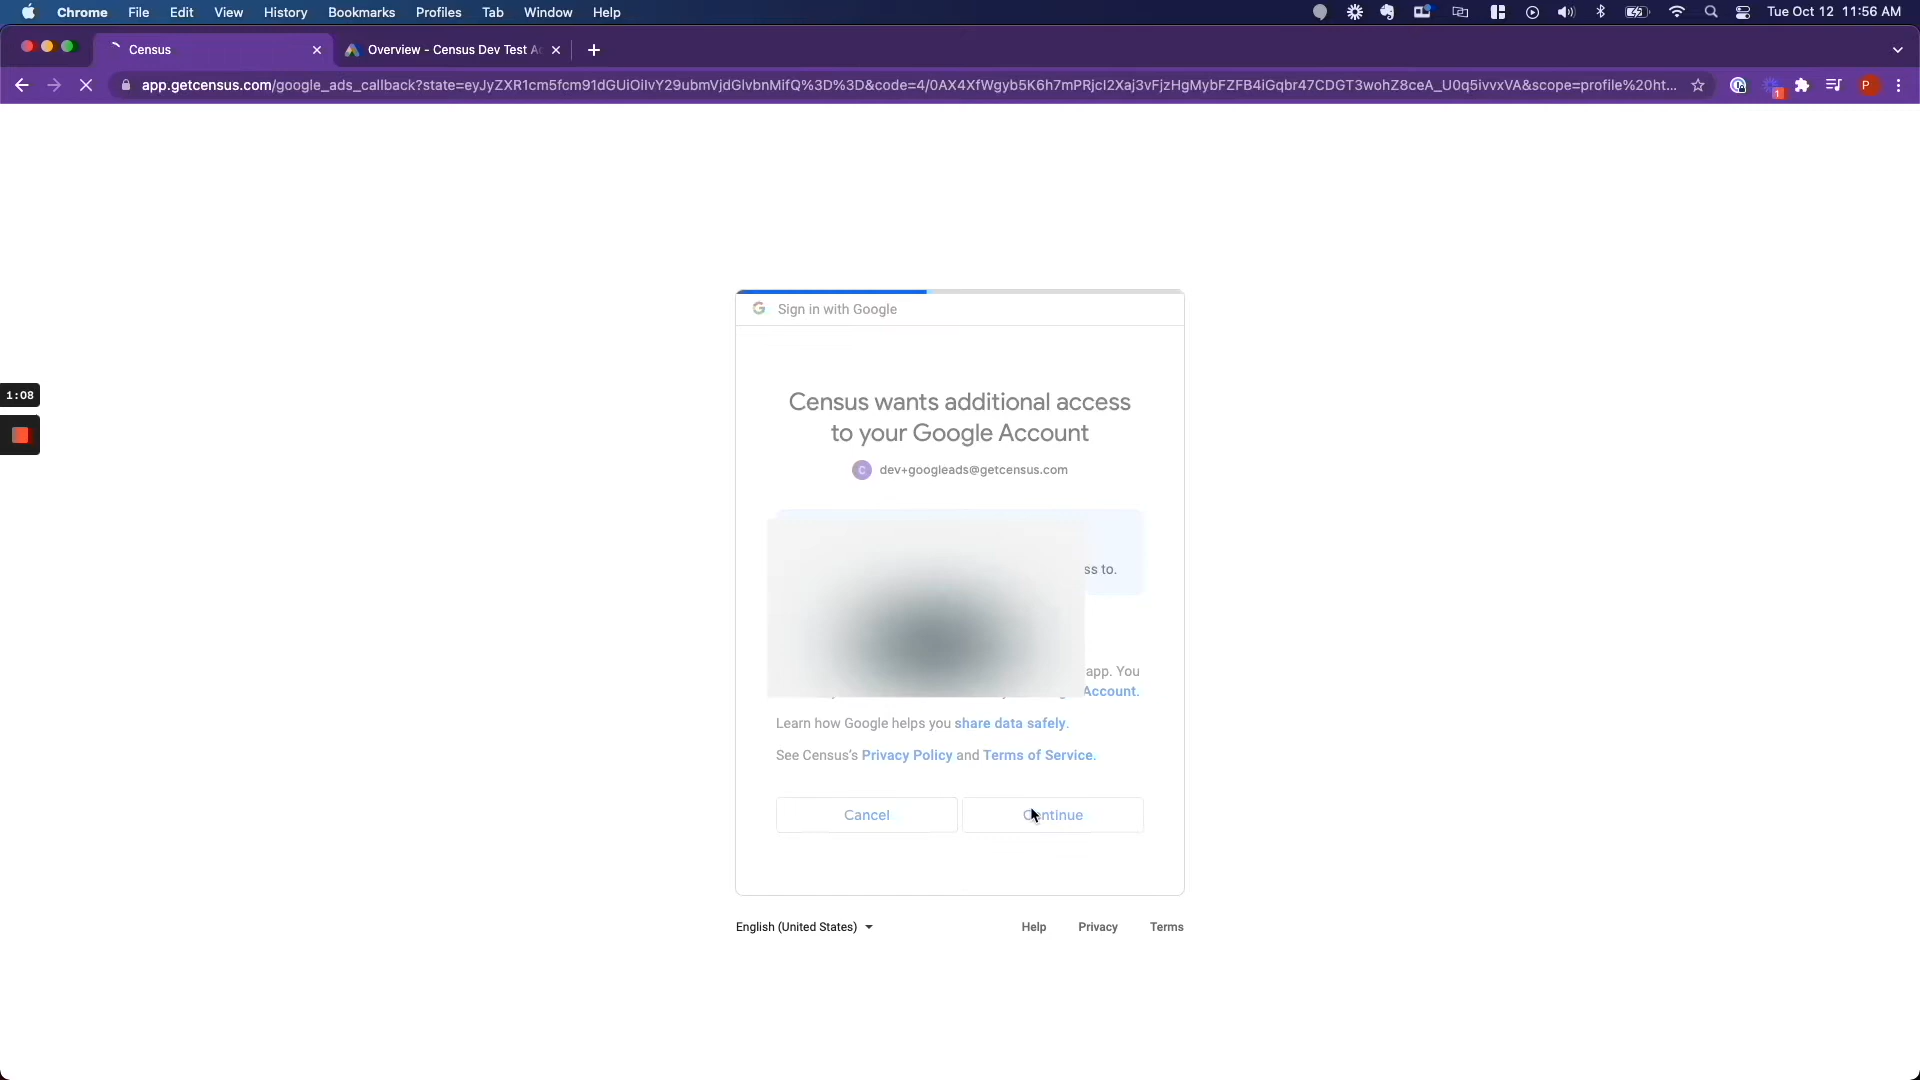 Chrome File Edit View History Bookmarks Profiles Tab Window Help Tue Oct 12 11:56 AM
Census Overview - Census Dev Test Ac
app.getcensus.com/google_ads_callback?state=eyJyZXR1cm5fcm91dGUiOiIvY29ubmVjdGlvbnMifQ%3D%3D&code=4/0AX4XfWgyb5K6h7mPRjcI2Xaj3vFjzHgMybFZFB4iGqbr47CDGT3wohZ8ceA_U0q5ivvxVA&scope=profile%20ht... 1 P
Sign in with Google
1:08
Census wants additional access
to your Google Account
C dev+googleads@getcensus.com
ss to.
app. You
Account.
Learn how Google helps you share data safely.
See Census's Privacy Policy and Terms of Service.
Cancel Continue
English (United States) Help Privacy Terms